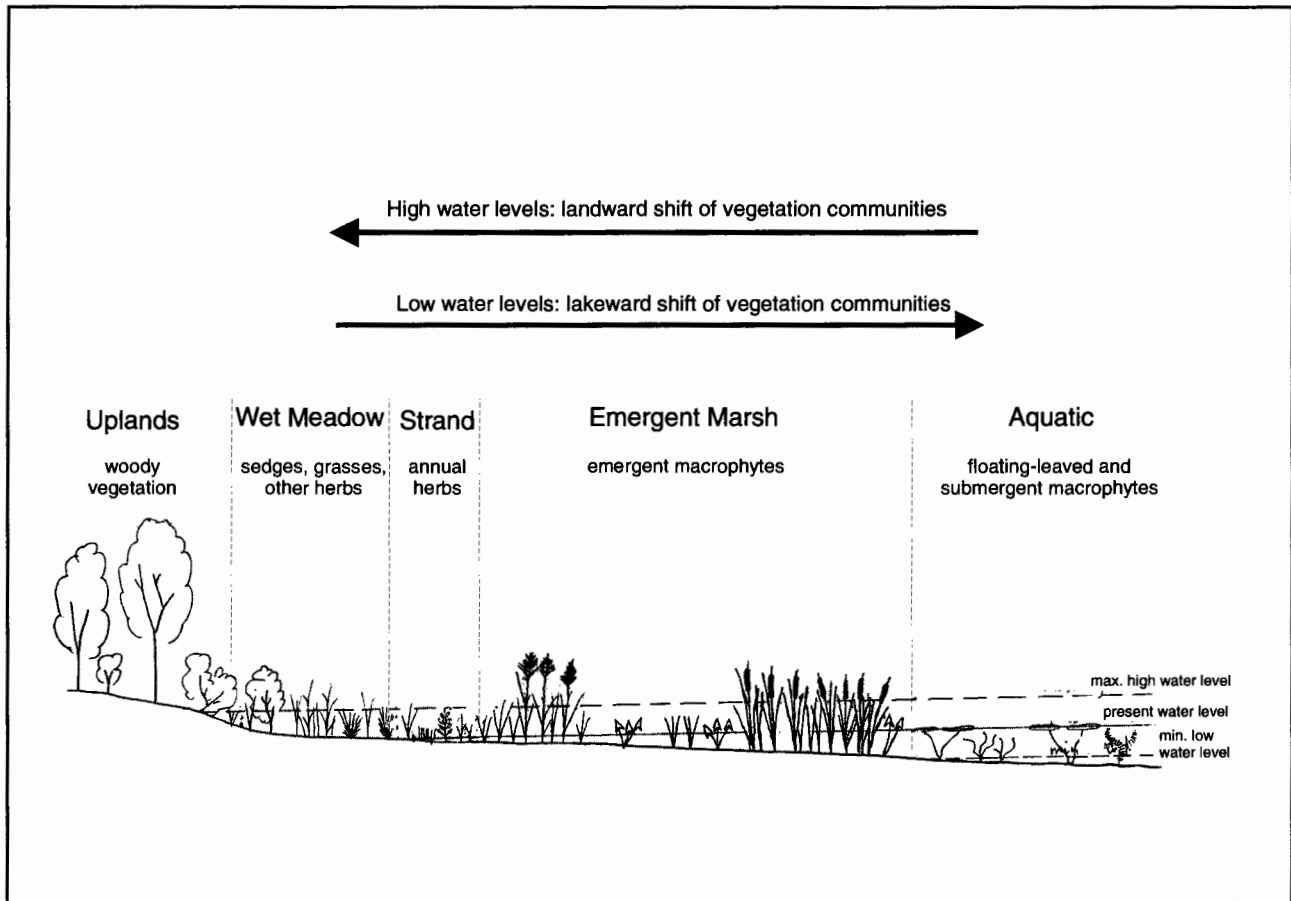 High water levels: landward shift of vegetation communities
Low water levels: lakeward shift of vegetation communities
Uplands
woody
vegetation
Wet Meadow
sedges, grasses,
other herbs
Strand
annual
herbs
Emergent Marsh
emergent macrophytes
Aquatic
floating-leaved and
submergent macrophytes
max. high water level
present water level
min. low
water level